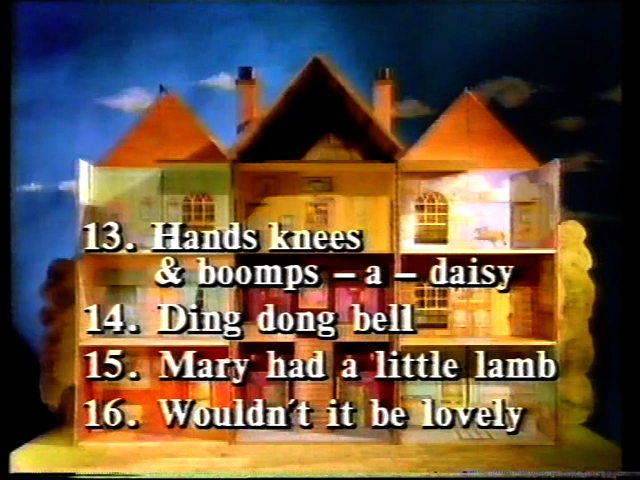 13. Hands knees
& boomps – a – daisy
14. Ding dong bell
15. Mary had a little lamb
16. Wouldn't it be lovely